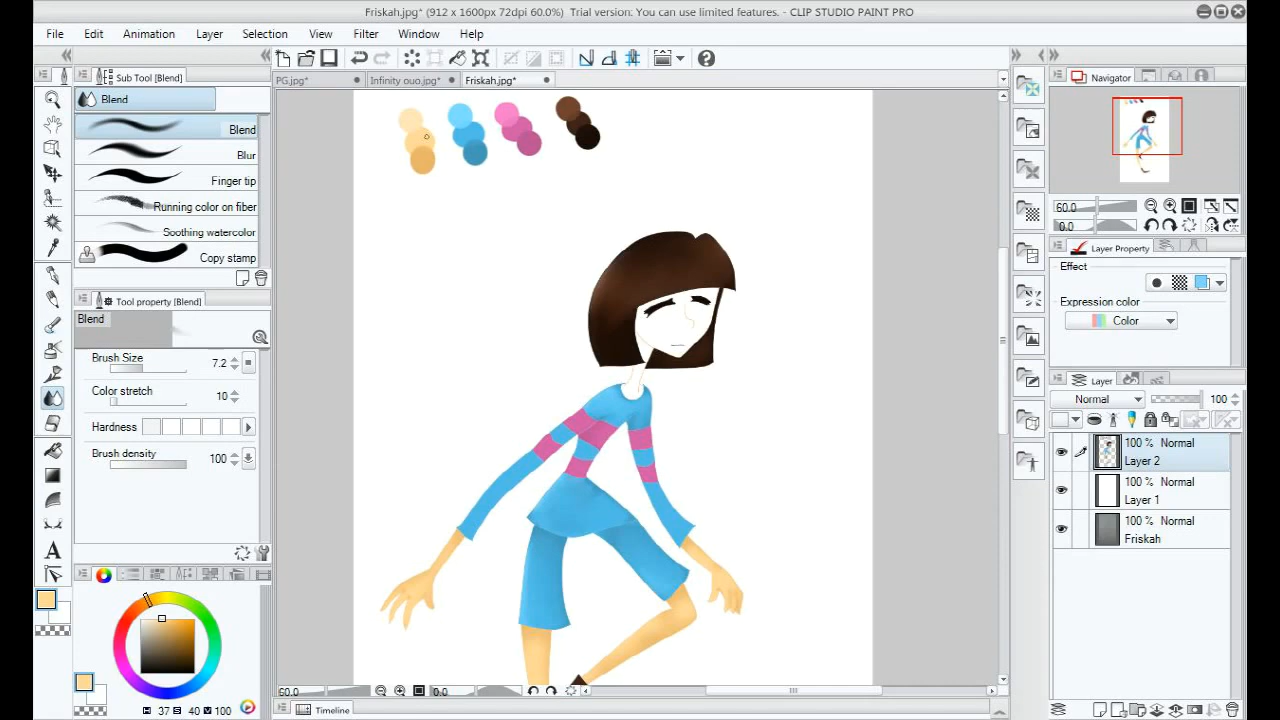 Friskah.jpg* (912 x 1600px 72dpi 60.0%) Trial version: You can use limited features. - CLIP STUDIO PAINT PRO
File Edit Animation Layer Selection View Filter Window Help
Sub Tool [Blend]
PG.jpg* Infinity ouo.jpg* Friskah.jpg*
Navigator
Blend
Blend
Blur
Finger tip
Running color on fiber
Soothing watercolor
Copy stamp
60.0
0.0
Layer Property
Effect
Expression color
Color
Tool property [Blend]
Blend
Brush Size 7.2
Color stretch 10
Hardness
Brush density 100
Layer
Normal 100
100 % Normal
Layer 2
100 % Normal
Layer 1
100 % Normal
Friskah
A
60.0 0.0
H 37 S 40 V 100
Timeline